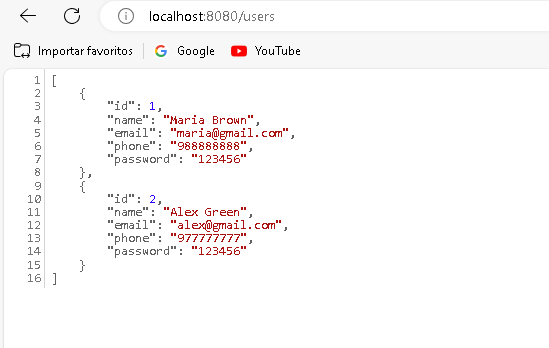 localhost:8080/users
Importar favoritos Google YouTube
1 [
2 {
3 "id": 1,
4 "name": "Maria Brown",
5 "email": "maria@gmail.com",
6 "phone": "988888888",
7 "password": "123456"
8 },
9 {
10 "id": 2,
11 "name": "Alex Green",
12 "email": "alex@gmail.com",
13 "phone": "977777777",
14 "password": "123456"
15 }
16 ]